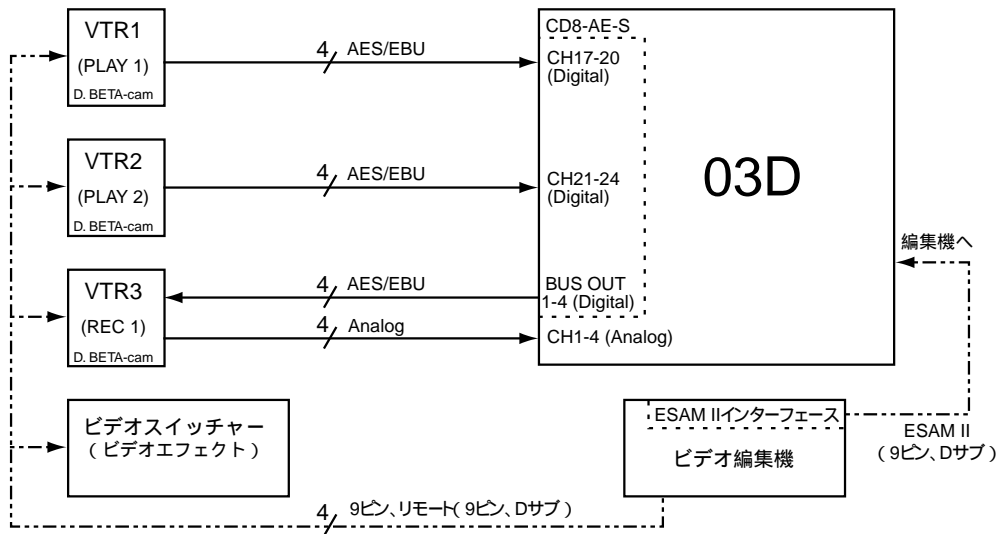 VTR1
(PLAY 1)
D. BETA-cam
4 AES/EBU
CD8-AE-S
CH17-20
(Digital)
03D
VTR2
(PLAY 2)
D. BETA-cam
4 AES/EBU
CH21-24
(Digital)
編集機へ
VTR3
(REC 1)
D. BETA-cam
4 AES/EBU
BUS OUT
1-4 (Digital)
4 Analog
CH1-4 (Analog)
ビデオスイッチャー
(ビデオエフェクト)
ESAM IIインターフェース
ビデオ編集機
ESAM II
(9ピン、Dサブ)
4 9ピン、リモート(9ピン、Dサブ)